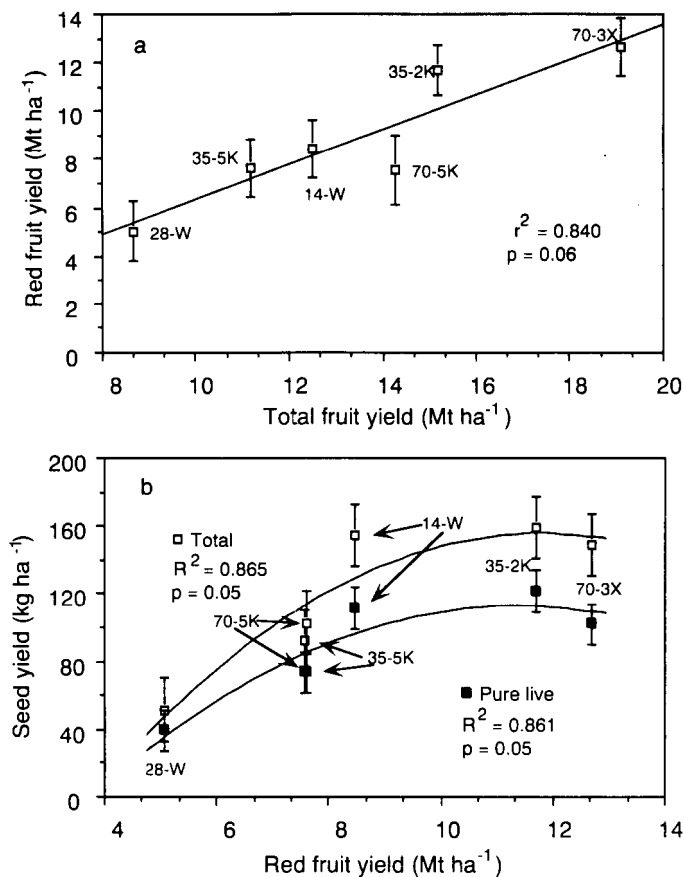 a
14
12
10
8
6
4
2
0
Red fruit yield (Mt ha⁻¹)
70-3X
35-2K
35-5K
14-W
70-5K
28-W
r² = 0.840
p = 0.06
8 10 12 14 16 18 20
Total fruit yield (Mt ha⁻¹)
b
200
160
120
80
40
0
Seed yield (kg ha⁻¹)
Total
R² = 0.865
p = 0.05
14-W
35-2K
70-3X
70-5K
35-5K
28-W
Pure live
R² = 0.861
p = 0.05
4 6 8 10 12 14
Red fruit yield (Mt ha⁻¹)